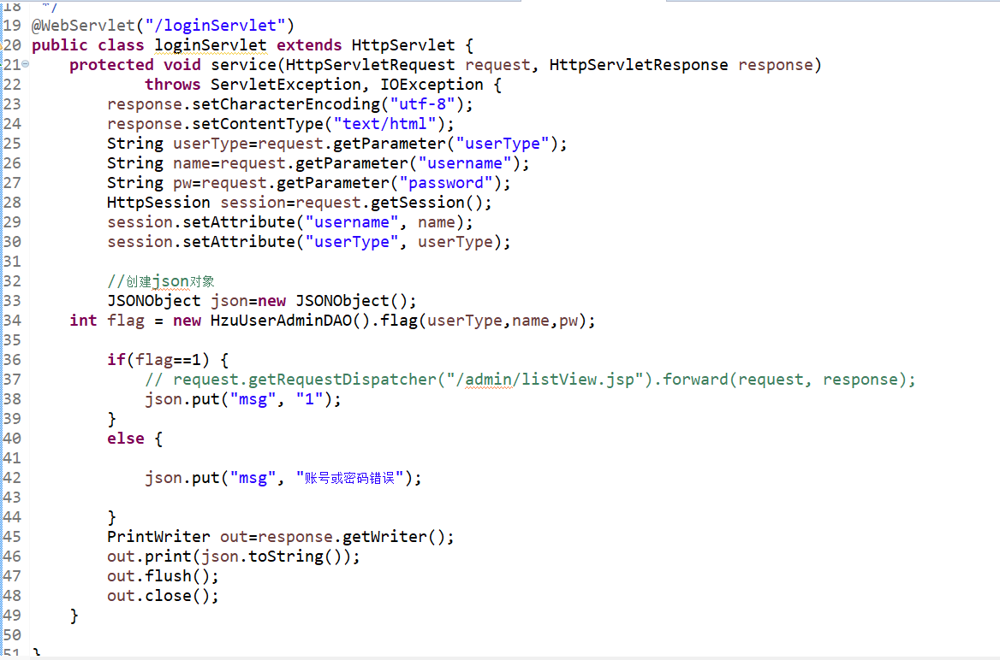 18 */
19 @WebServlet("/loginServlet")
20 public class loginServlet extends HttpServlet {
21 protected void service(HttpServletRequest request, HttpServletResponse response)
22 throws ServletException, IOException {
23 response.setCharacterEncoding("utf-8");
24 response.setContentType("text/html");
25 String userType=request.getParameter("userType");
26 String name=request.getParameter("username");
27 String pw=request.getParameter("password");
28 HttpSession session=request.getSession();
29 session.setAttribute("username", name);
30 session.setAttribute("userType", userType);
31
32 //创建json对象
33 JSONObject json=new JSONObject();
34 int flag = new HzuUserAdminDAO().flag(userType,name,pw);
35
36 if(flag==1) {
37 // request.getRequestDispatcher("/admin/listView.jsp").forward(request, response);
38 json.put("msg", "1");
39 }
40 else {
41
42 json.put("msg", "账号或密码错误");
43
44 }
45 PrintWriter out=response.getWriter();
46 out.print(json.toString());
47 out.flush();
48 out.close();
49 }
50
51 }